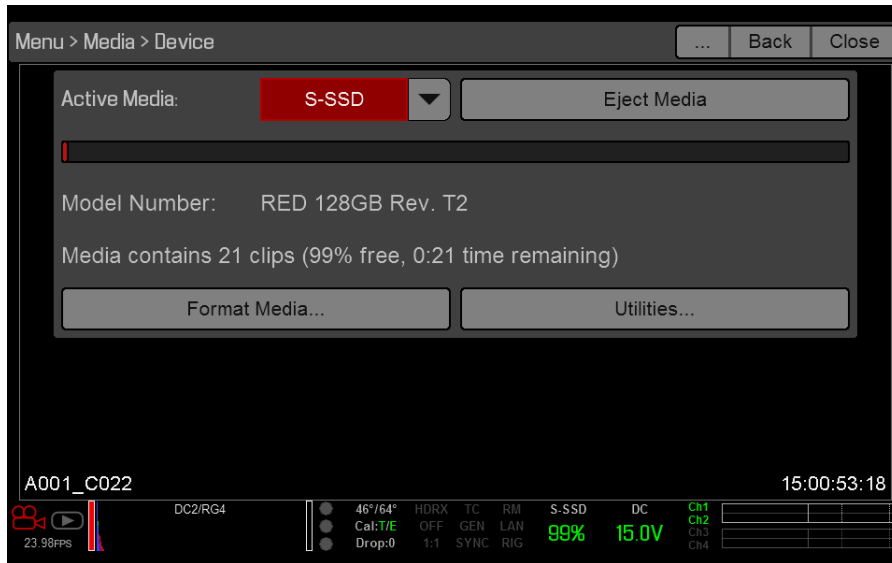 Menu > Media > Device
... Back Close
Active Media: S-SSD Eject Media
Model Number: RED 128GB Rev. T2
Media contains 21 clips (99% free, 0:21 time remaining)
Format Media... Utilities...
A001_C022 15:00:53:18
DC2/RG4 46°/64° HDRX TC RM S-SSD DC Ch1
Cal:T/E OFF GEN LAN 99% 15.0V Ch2
23.98FPS Drop:0 1:1 SYNC RIG Ch3
Ch4